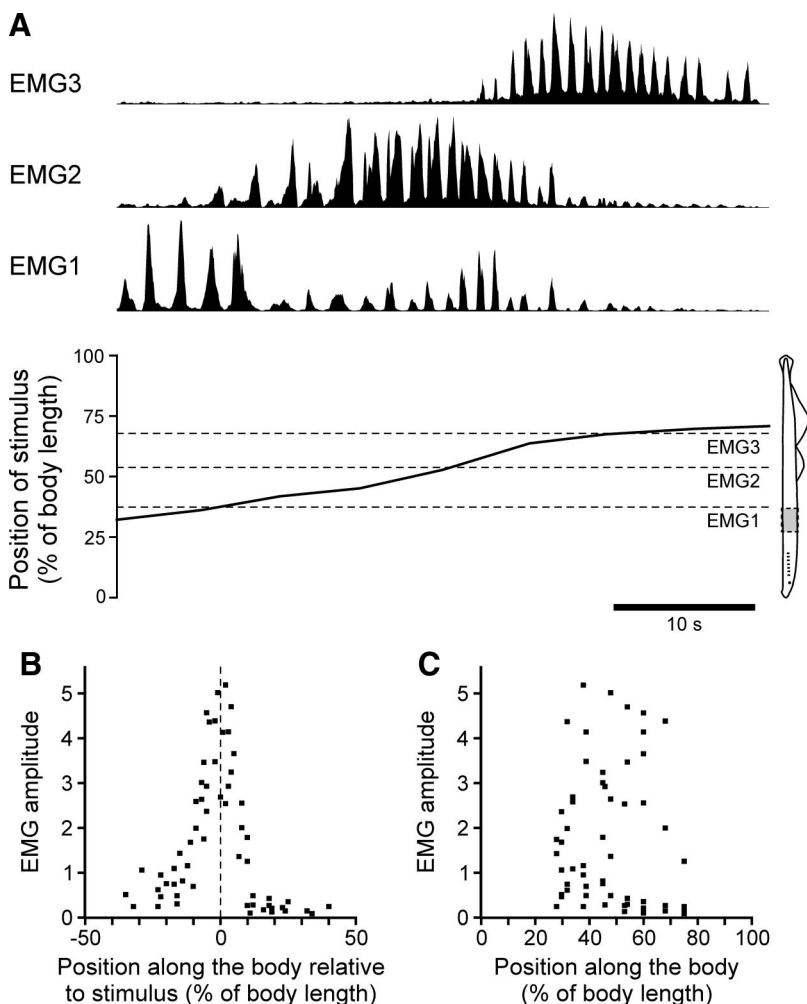 A
EMG3
EMG2
EMG1
Position of stimulus
(% of body length)
100
75
50
25
0
EMG3
EMG2
EMG1
10 s
B
EMG amplitude
5
4
3
2
1
0
-50
0
50
Position along the body relative
to stimulus (% of body length)
C
EMG amplitude
5
4
3
2
1
0
0
20
40
60
80
100
Position along the body
(% of body length)